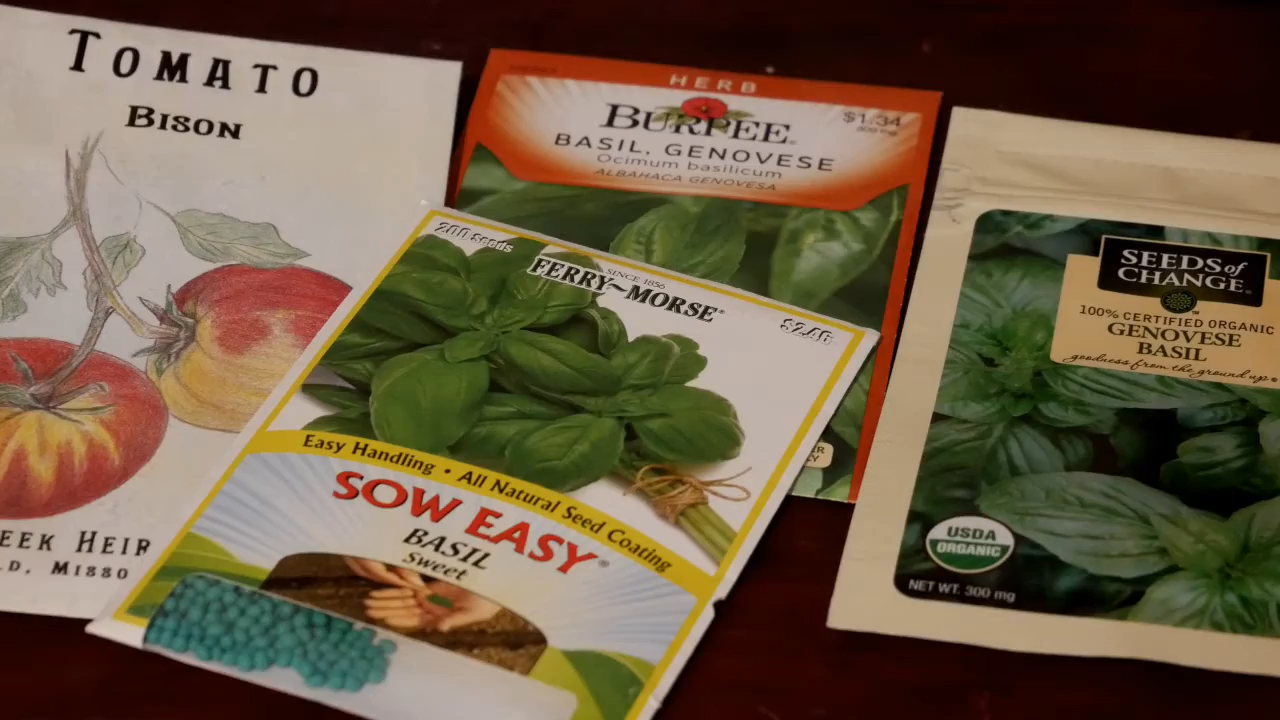 TOMATO
BISON
EEK HEIR
D, MISSO
HERB
BURPEE
$1.34
BASIL, GENOVESE
Ocimum basilicum
ALBAHACA GENOVESA
200 Seeds
SINCE 1856
FERRY~MORSE®
$2.46
Easy Handling • All Natural Seed Coating
SOW EASY®
BASIL
Sweet
SEEDS of
CHANGE
100% CERTIFIED ORGANIC
GENOVESE
BASIL
goodness from the ground up
USDA
ORGANIC
NET WT. 300 mg